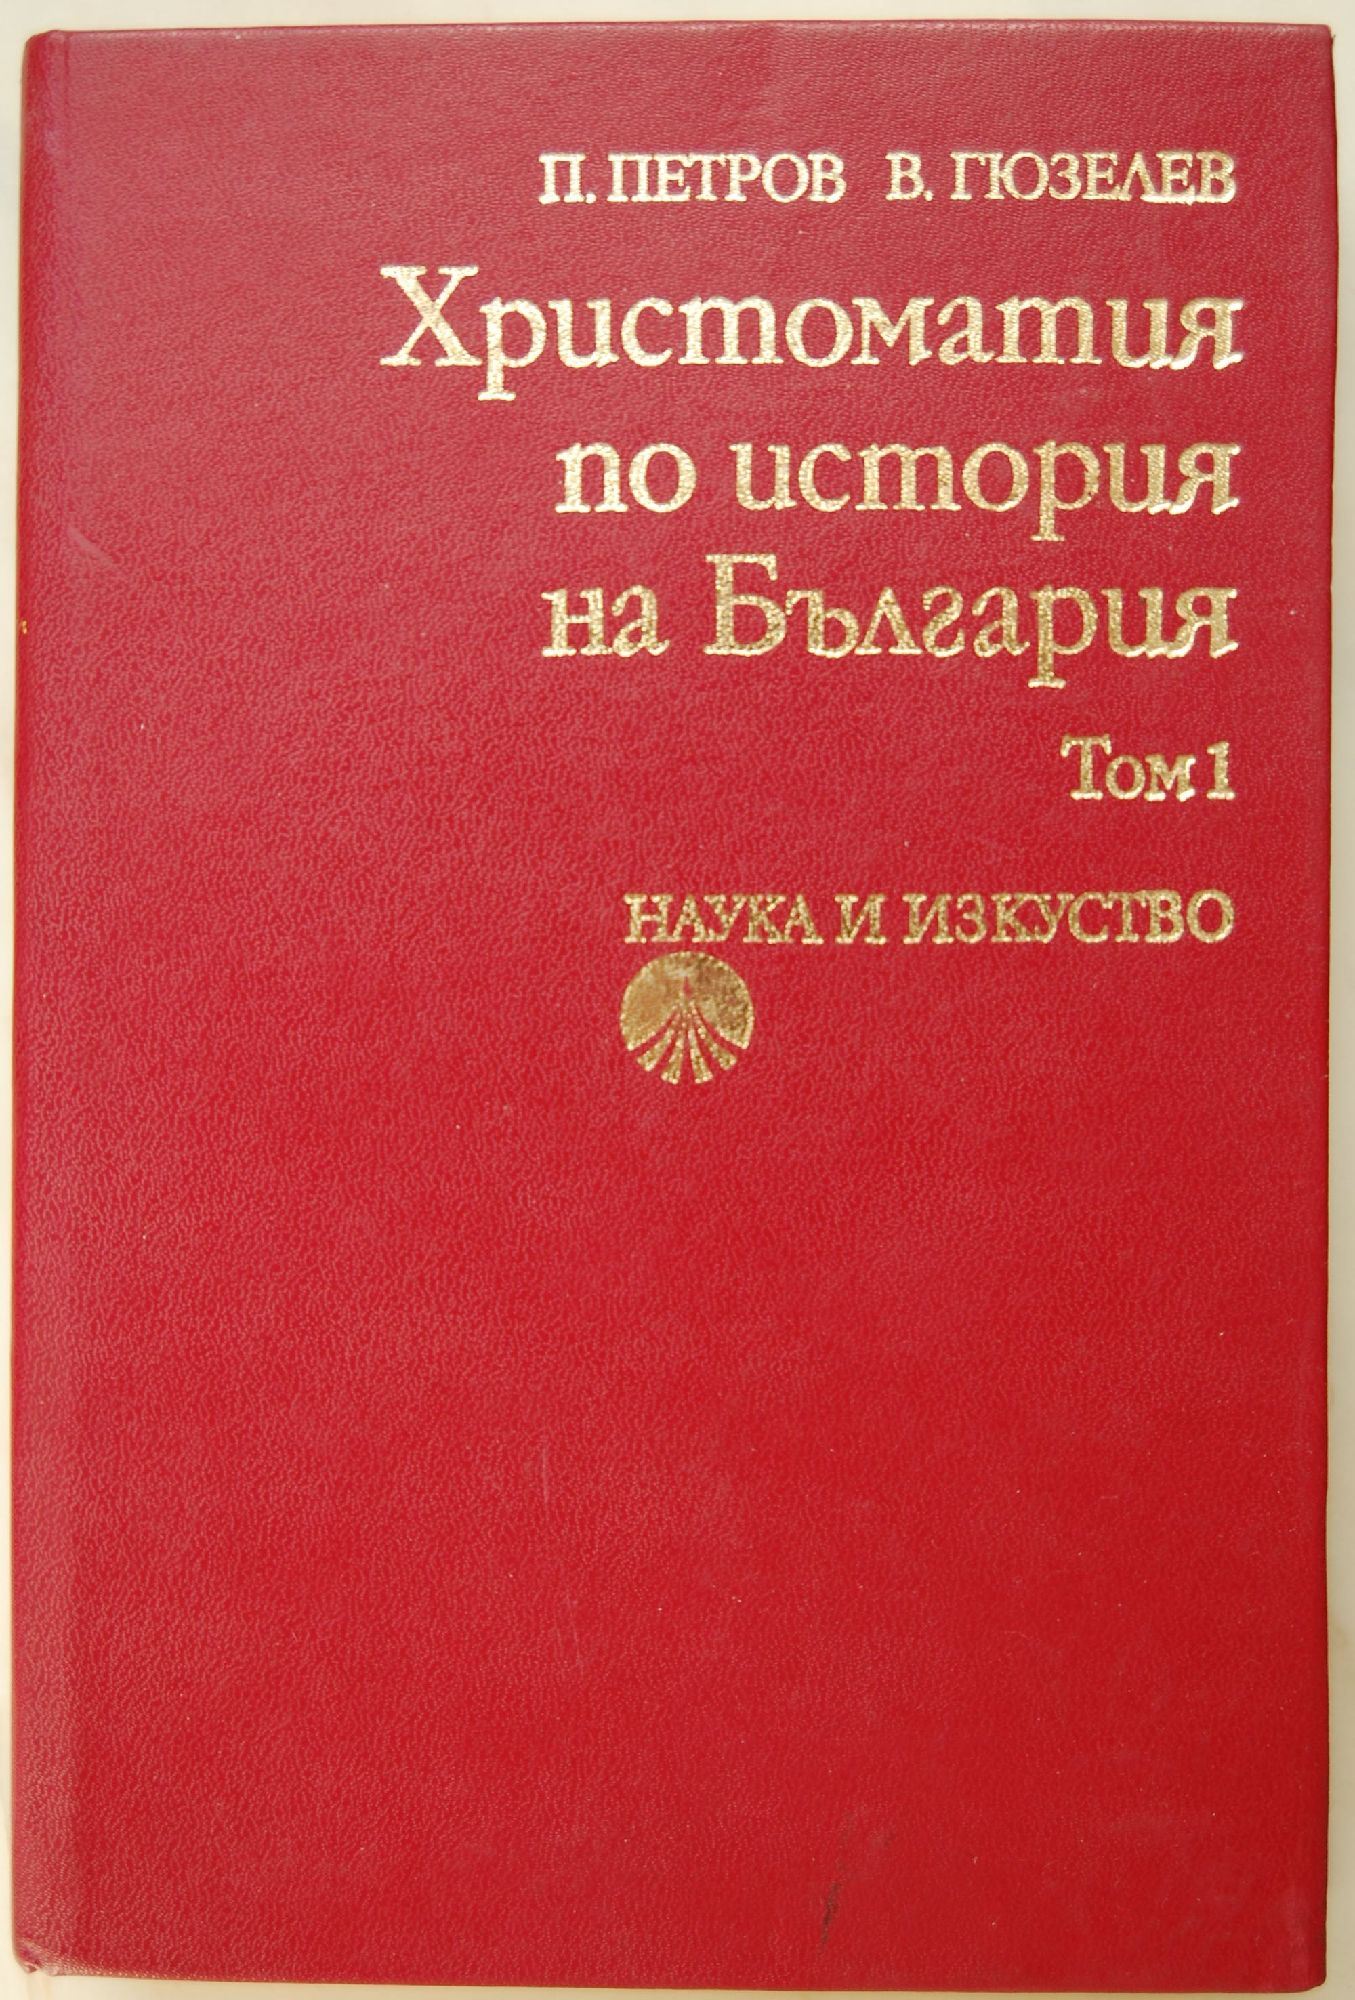 П. ПЕТРОВ В. ГЮЗЕЛЕВ
Христоматия
по история
на България
Том 1
НАУКА И ИЗКУСТВО